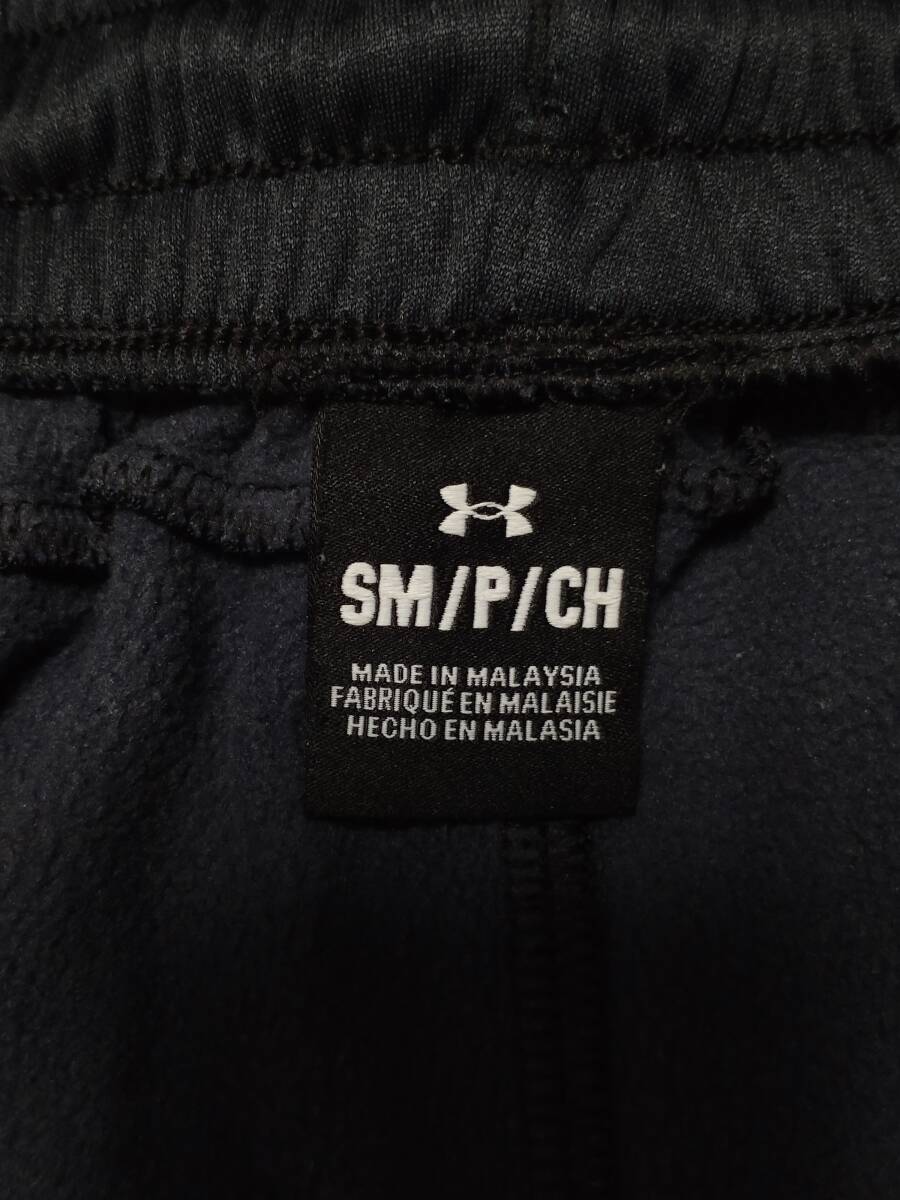 SM/P/CH
MADE IN MALAYSIA
FABRIQUÉ EN MALAISIE
HECHO EN MALASIA